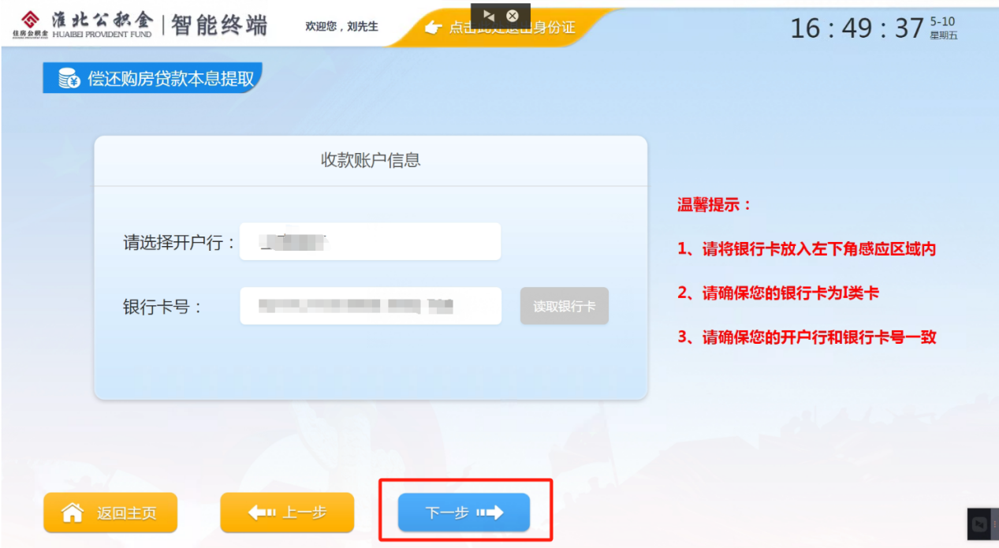 淮北公积金
住房公积金 HUAIBEI PROVIDENT FUND
智能终端
欢迎您，刘先生
点击此处退出身份证
16：49：37
5-10
星期五
偿还购房贷款本息提取
收款账户信息
请选择开户行：
银行卡号：
读取银行卡
温馨提示：
1、请将银行卡放入左下角感应区域内
2、请确保您的银行卡为I类卡
3、请确保您的开户行和银行卡号一致
返回主页
上一步
下一步